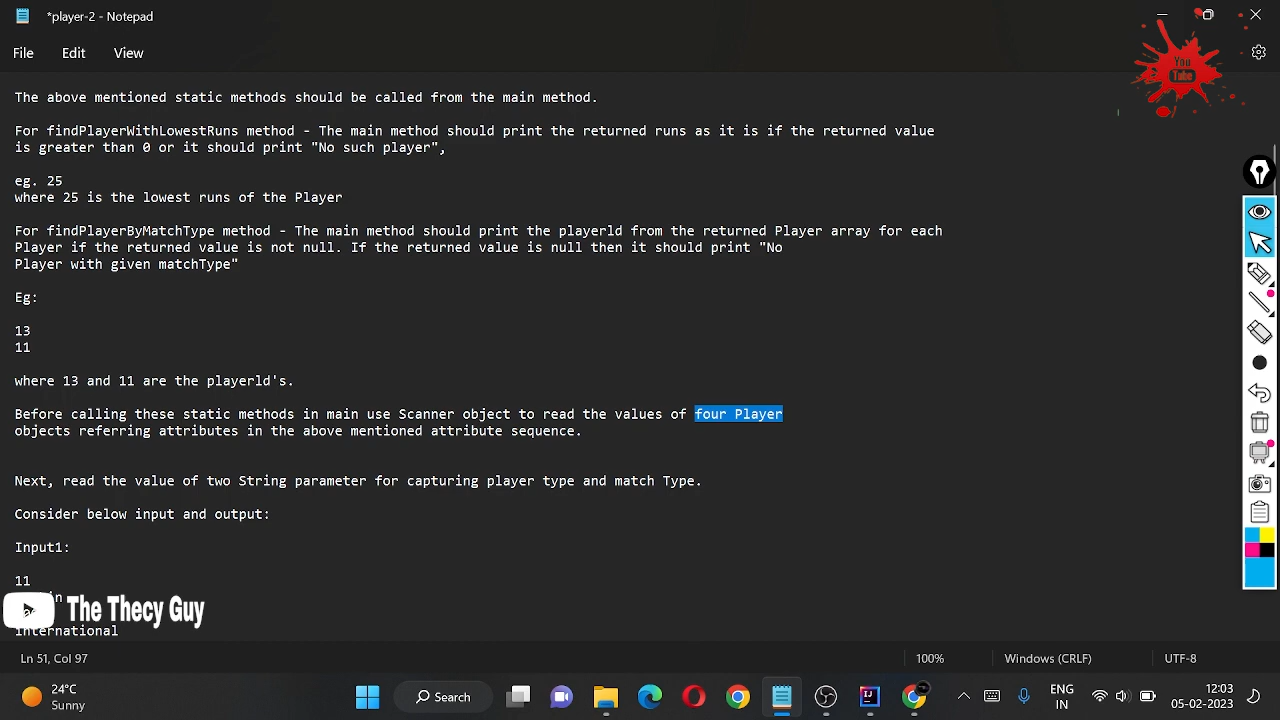 *player-2 - Notepad
File Edit View
You
Tube
The above mentioned static methods should be called from the main method.
For findPlayerWithLowestRuns method - The main method should print the returned runs as it is if the returned value
is greater than 0 or it should print "No such player",
eg. 25
where 25 is the lowest runs of the Player
For findPlayerByMatchType method - The main method should print the playerld from the returned Player array for each
Player if the returned value is not null. If the returned value is null then it should print "No
Player with given matchType"
Eg:
13
11
where 13 and 11 are the playerld's.
Before calling these static methods in main use Scanner object to read the values of four Player
objects referring attributes in the above mentioned attribute sequence.
Next, read the value of two String parameter for capturing player type and match Type.
Consider below input and output:
Input1:
11
The Thecy Guy
International
Ln 51, Col 97 100% Windows (CRLF) UTF-8
24°C
Sunny
Search
ENG
IN
12:03
05-02-2023